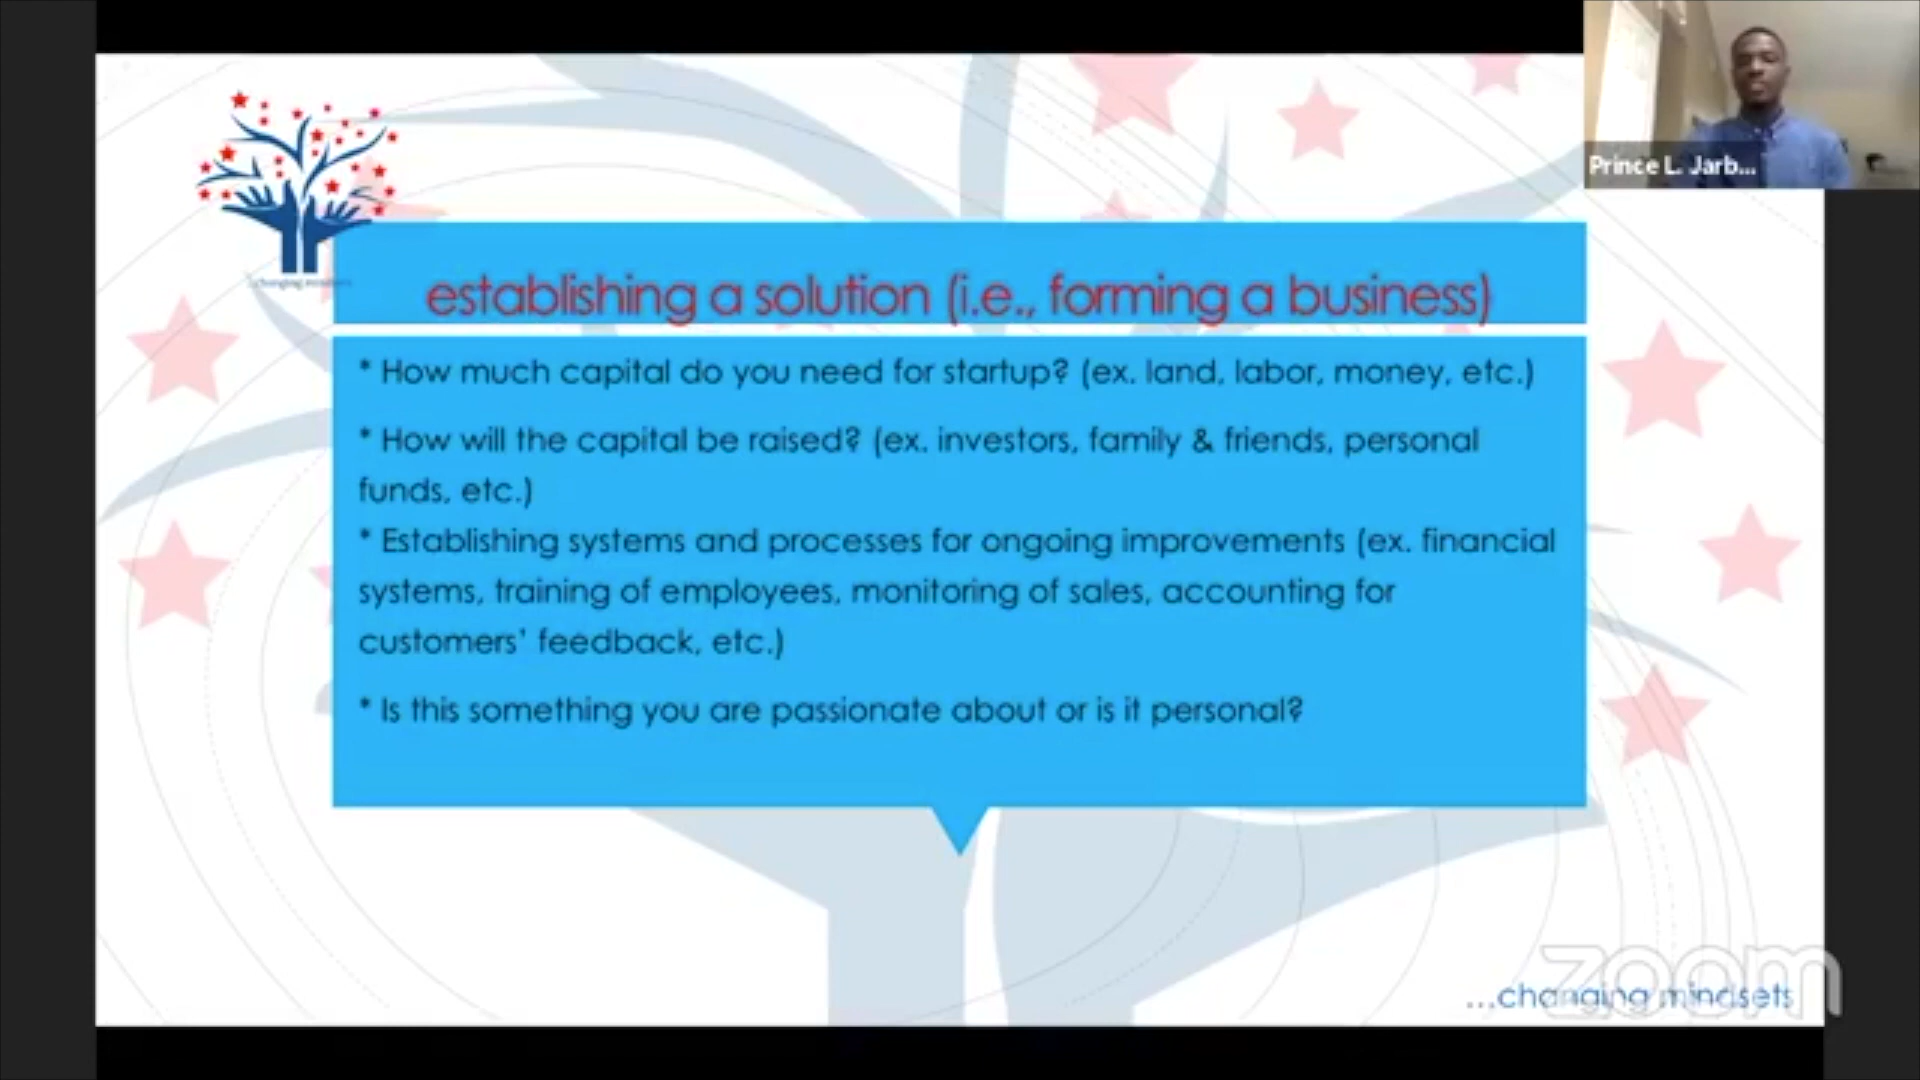 Prince L. Jarb...
establishing a solution (i.e., forming a business)
* How much capital do you need for startup? (ex. land, labor, money, etc.)
* How will the capital be raised? (ex. investors, family & friends, personal
funds, etc.)
* Establishing systems and processes for ongoing improvements (ex. financial
systems, training of employees, monitoring of sales, accounting for
customers' feedback, etc.)
* Is this something you are passionate about or is it personal?
...changing mindsets
zoom